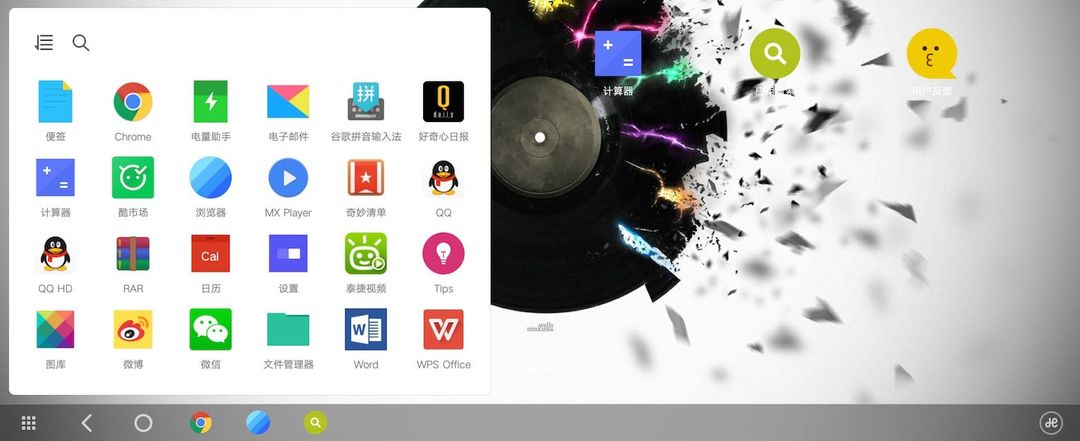 便签
Chrome
电量助手
电子邮件
谷歌拼音输入法
好奇心日报
计算器
酷市场
浏览器
MX Player
奇妙清单
QQ
QQ HD
RAR
日历
设置
泰捷视频
Tips
图库
微博
微信
文件管理器
Word
WPS Office
拼
Q
daily
Cal
W
计算器
用户反馈